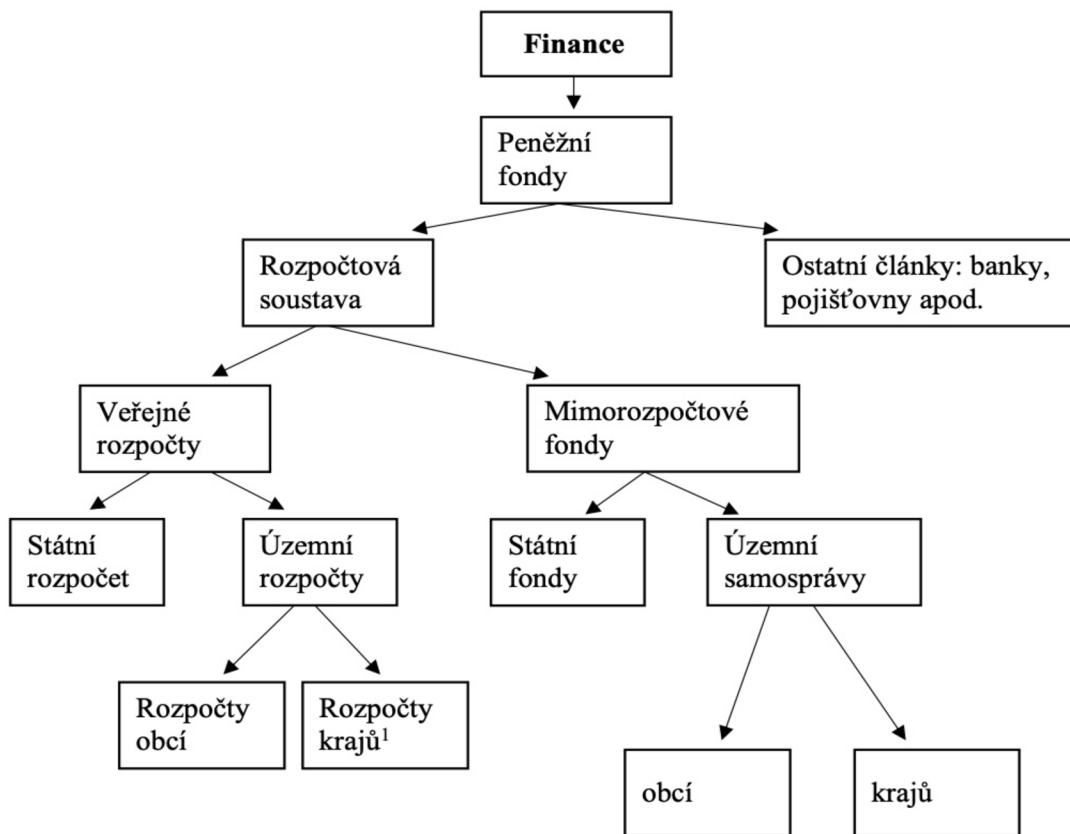 Finance
Peněžní
fondy
Rozpočtová
soustava
Ostatní články: banky,
pojišťovny apod.
Veřejné
rozpočty
Mimorozpočtové
fondy
Státní
rozpočet
Územní
rozpočty
Státní
fondy
Územní
samosprávy
Rozpočty
obcí
Rozpočty
krajů¹
obcí
krajů